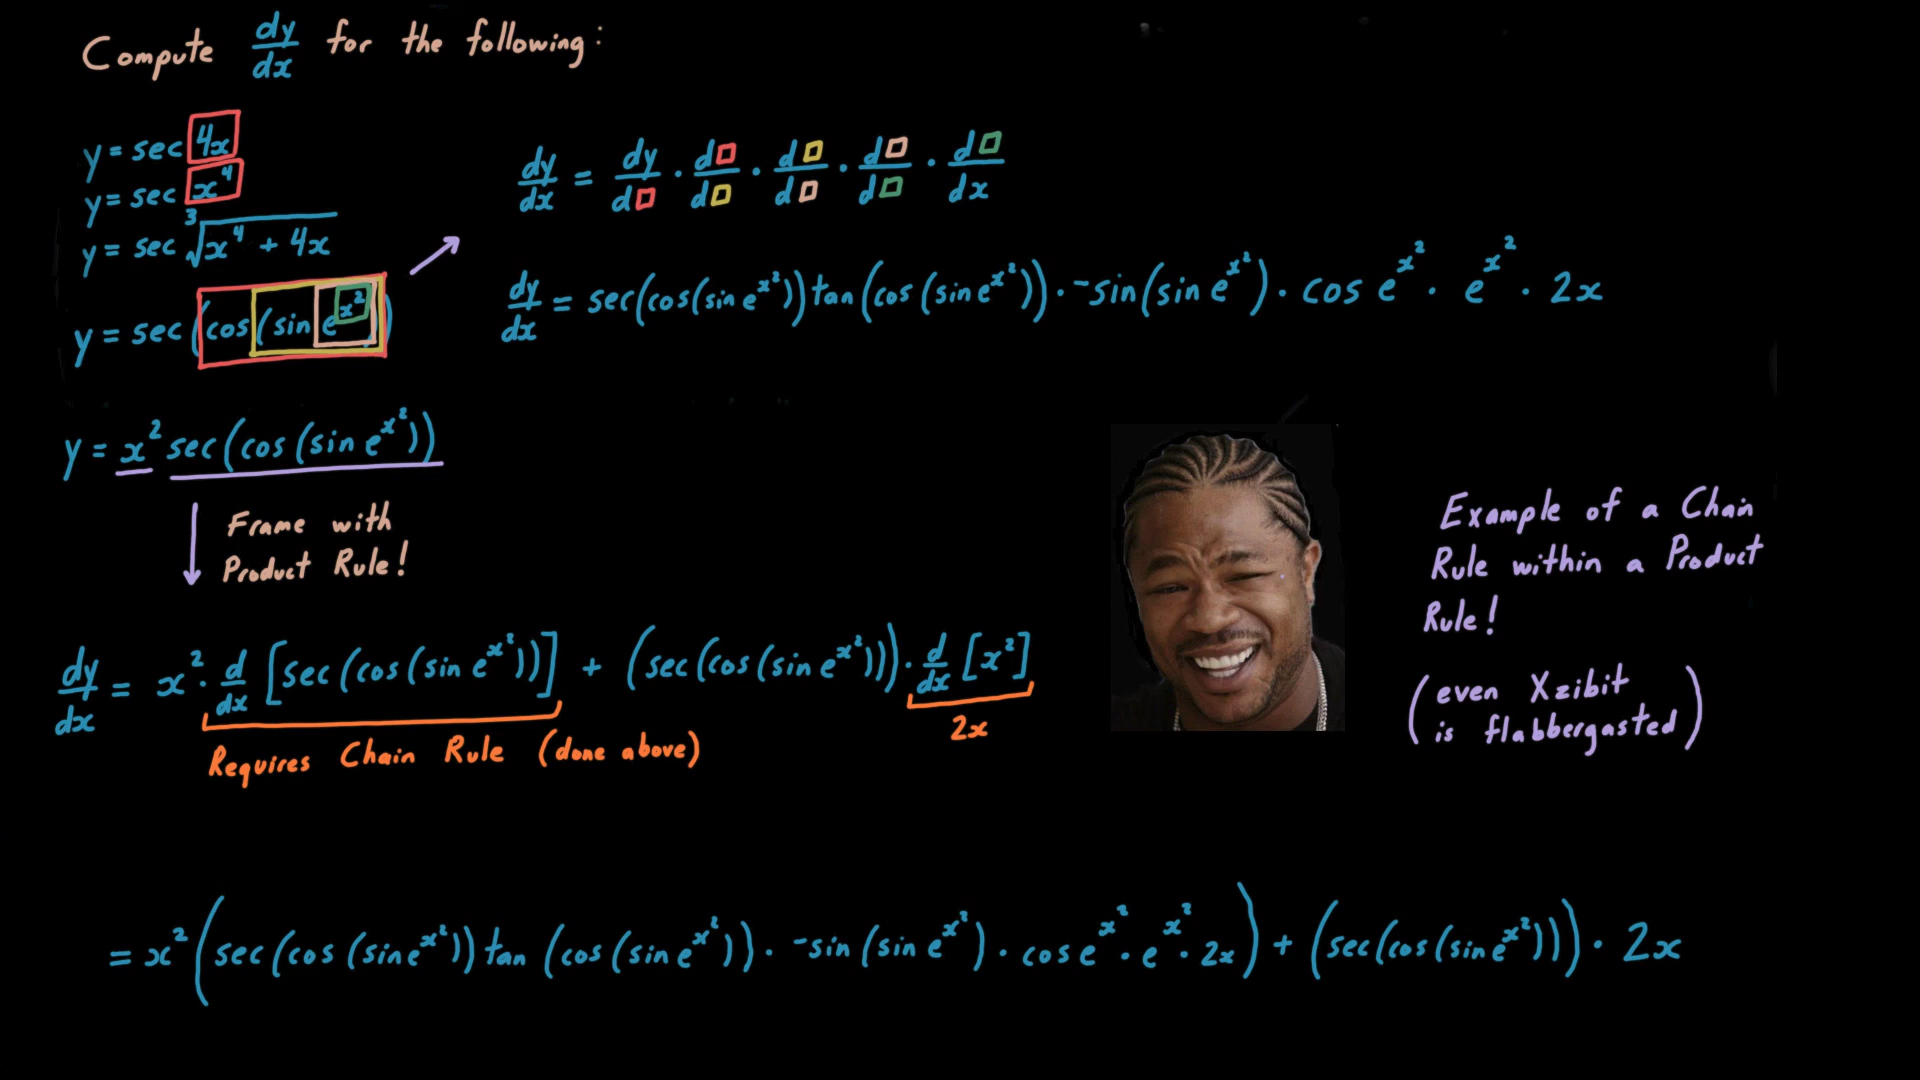 Compute dy/dx for the following:
y = sec 4x
y = sec x⁴
y = sec ∛(x⁴ + 4x)
y = sec(cos(sin e^x²))
dy/dx = dy/d□ · d□/d□ · d□/d□ · d□/d□ · d□/dx
dy/dx = sec(cos(sin e^x²)) tan(cos(sin e^x²)) · -sin(sin e^x²) · cos e^x² · e^x² · 2x
y = x² sec(cos(sin e^x²))
Frame with
Product Rule!
dy/dx = x² · d/dx [sec(cos(sin e^x²))] + (sec(cos(sin e^x²))) · d/dx [x²]
Requires Chain Rule (done above)
2x
Example of a Chain
Rule within a Product
Rule!
(even Xzibit
is flabbergasted)
= x²(sec(cos(sin e^x²)) tan(cos(sin e^x²)) · -sin(sin e^x²) · cos e^x² · e^x² · 2x) + (sec(cos(sin e^x²))) · 2x